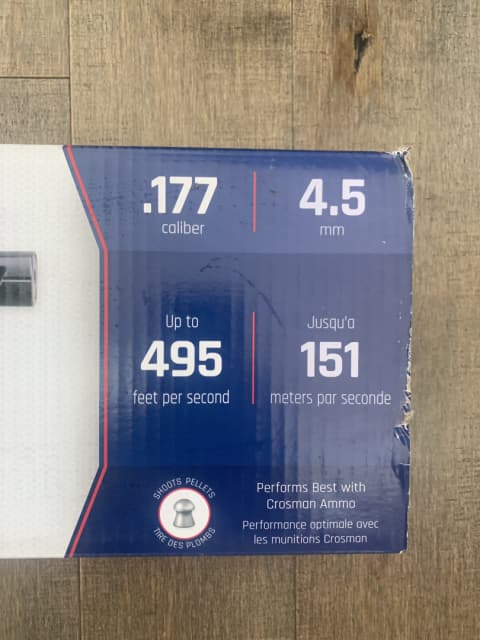 .177
caliber
4.5
mm
Up to
495
feet per second
Jusqu'a
151
meters par seconde
SHOOTS PELLETS
TIRE DES PLOMBS
Performs Best with
Crosman Ammo
Performance optimale avec
les munitions Crosman